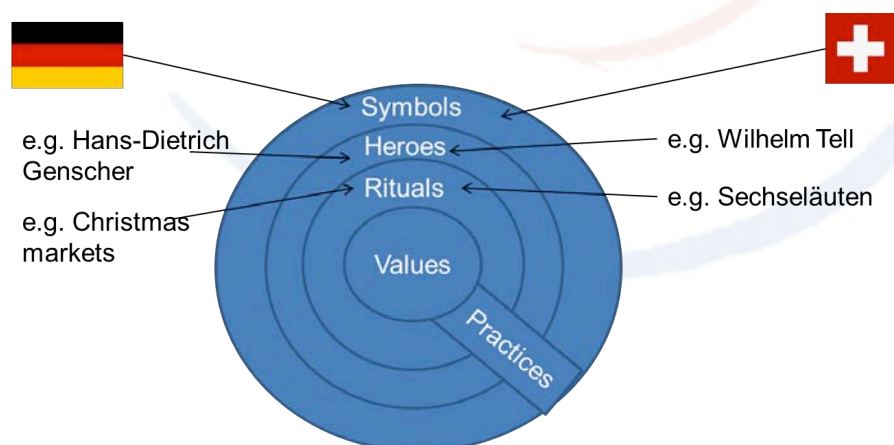 Symbols
e.g. Hans-Dietrich
Genscher
Heroes
e.g. Wilhelm Tell
Rituals
e.g. Sechseläuten
e.g. Christmas
markets
Values
Practices